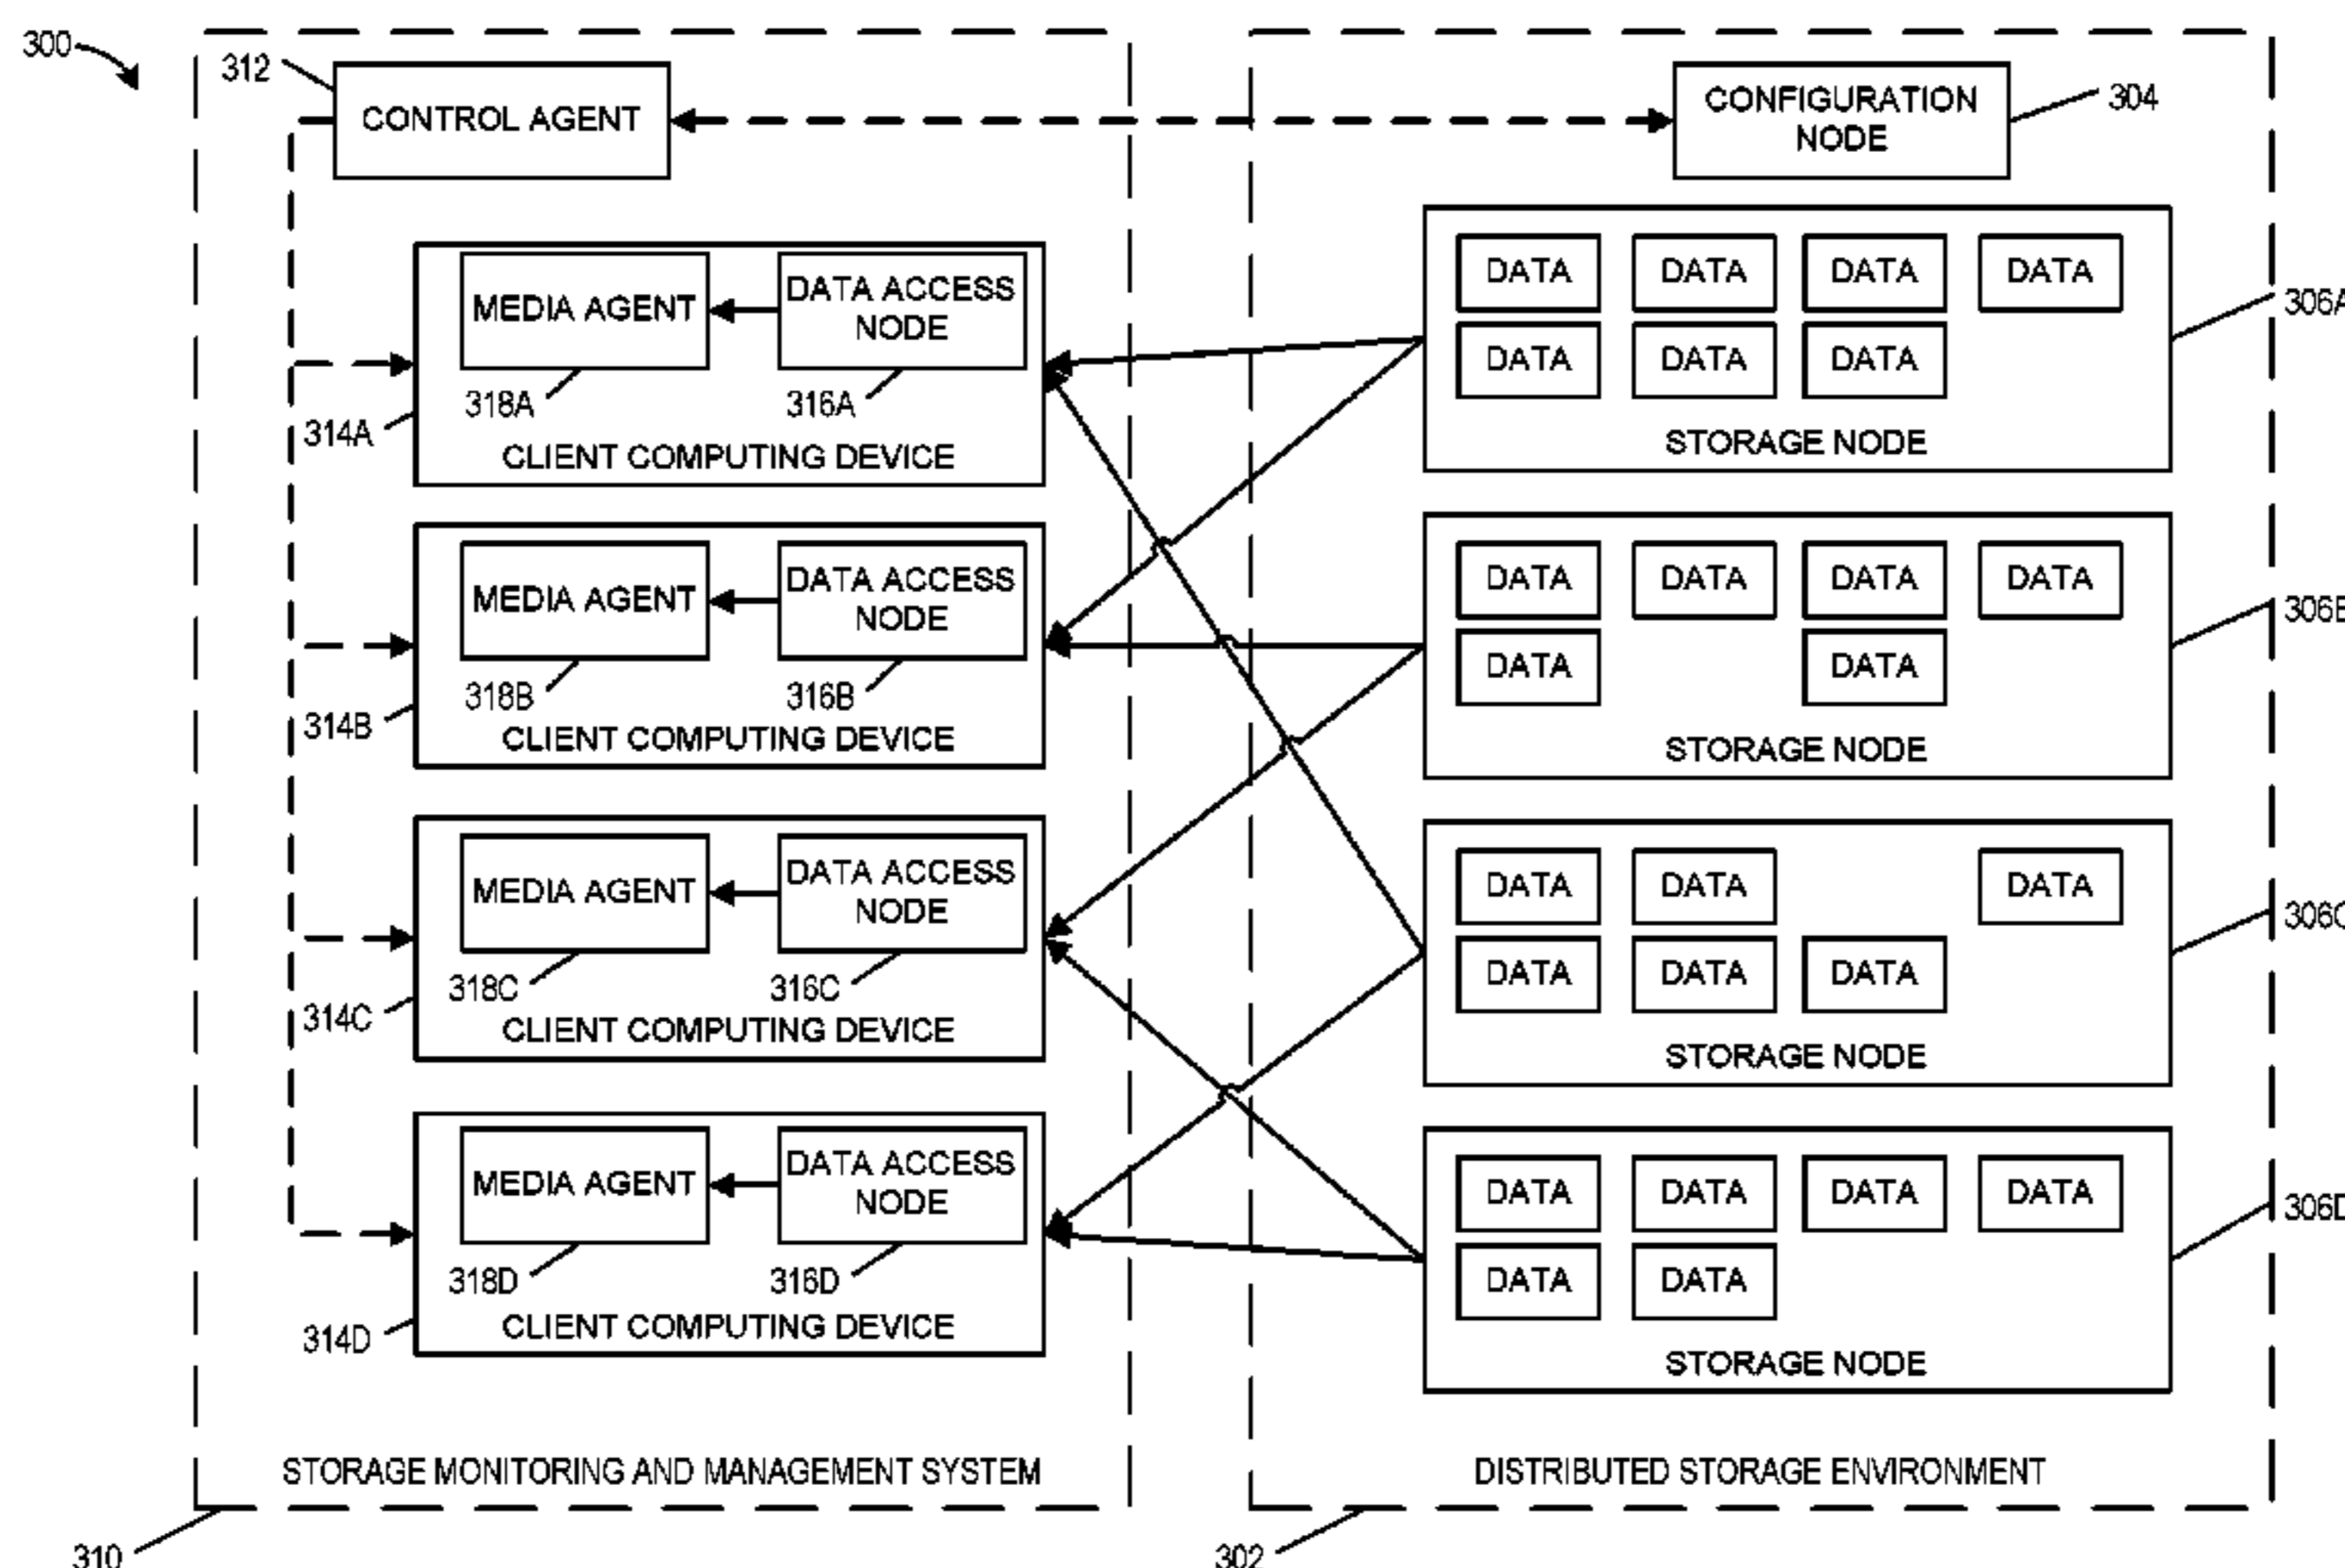 300
312
CONTROL AGENT
CONFIGURATION
NODE
304
MEDIA AGENT
DATA ACCESS
NODE
318A
316A
314A
CLIENT COMPUTING DEVICE
MEDIA AGENT
DATA ACCESS
NODE
318B
316B
314B
CLIENT COMPUTING DEVICE
MEDIA AGENT
DATA ACCESS
NODE
318C
316C
314C
CLIENT COMPUTING DEVICE
MEDIA AGENT
DATA ACCESS
NODE
318D
316D
314D
CLIENT COMPUTING DEVICE
STORAGE MONITORING AND MANAGEMENT SYSTEM
310
DATA DATA DATA DATA
306A
DATA DATA DATA
STORAGE NODE
DATA DATA DATA DATA
306B
DATA DATA
STORAGE NODE
DATA DATA DATA
306C
DATA DATA DATA
STORAGE NODE
DATA DATA DATA DATA
306D
DATA DATA
STORAGE NODE
DISTRIBUTED STORAGE ENVIRONMENT
302